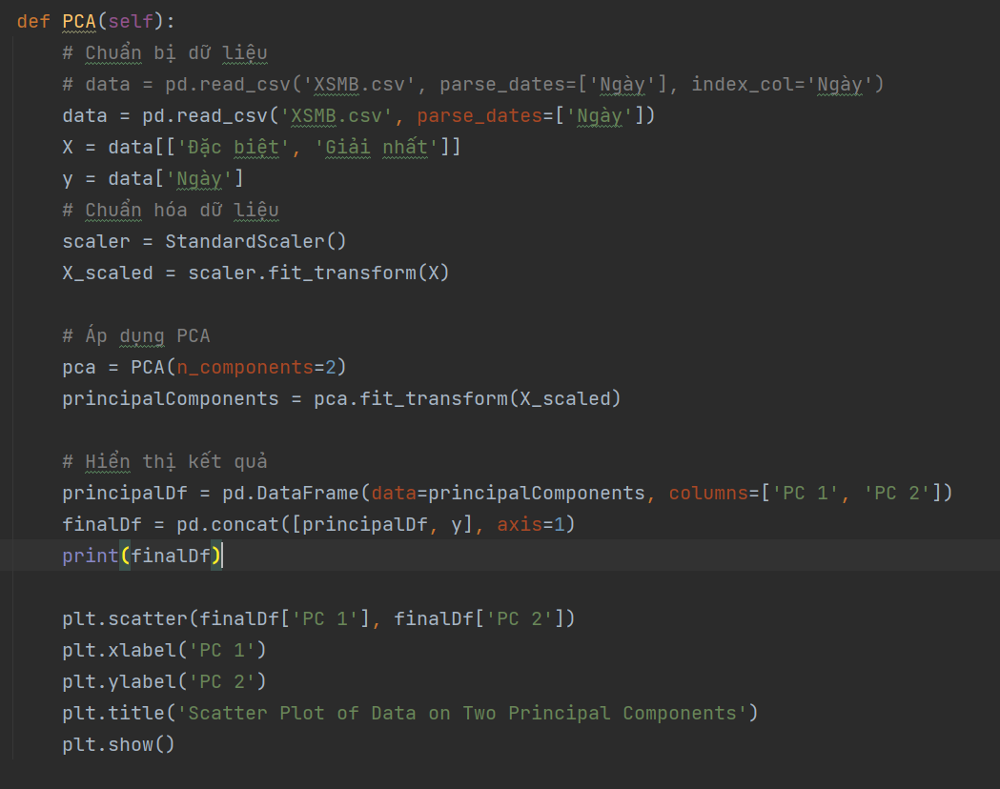 def PCA(self):
# Chuẩn bị dữ liệu
# data = pd.read_csv('XSMB.csv', parse_dates=['Ngày'], index_col='Ngày')
data = pd.read_csv('XSMB.csv', parse_dates=['Ngày'])
X = data[['Đặc biệt', 'Giải nhất']]
y = data['Ngày']
# Chuẩn hóa dữ liệu
scaler = StandardScaler()
X_scaled = scaler.fit_transform(X)
# Áp dụng PCA
pca = PCA(n_components=2)
principalComponents = pca.fit_transform(X_scaled)
# Hiển thị kết quả
principalDf = pd.DataFrame(data=principalComponents, columns=['PC 1', 'PC 2'])
finalDf = pd.concat([principalDf, y], axis=1)
print(finalDf)
plt.scatter(finalDf['PC 1'], finalDf['PC 2'])
plt.xlabel('PC 1')
plt.ylabel('PC 2')
plt.title('Scatter Plot of Data on Two Principal Components')
plt.show()